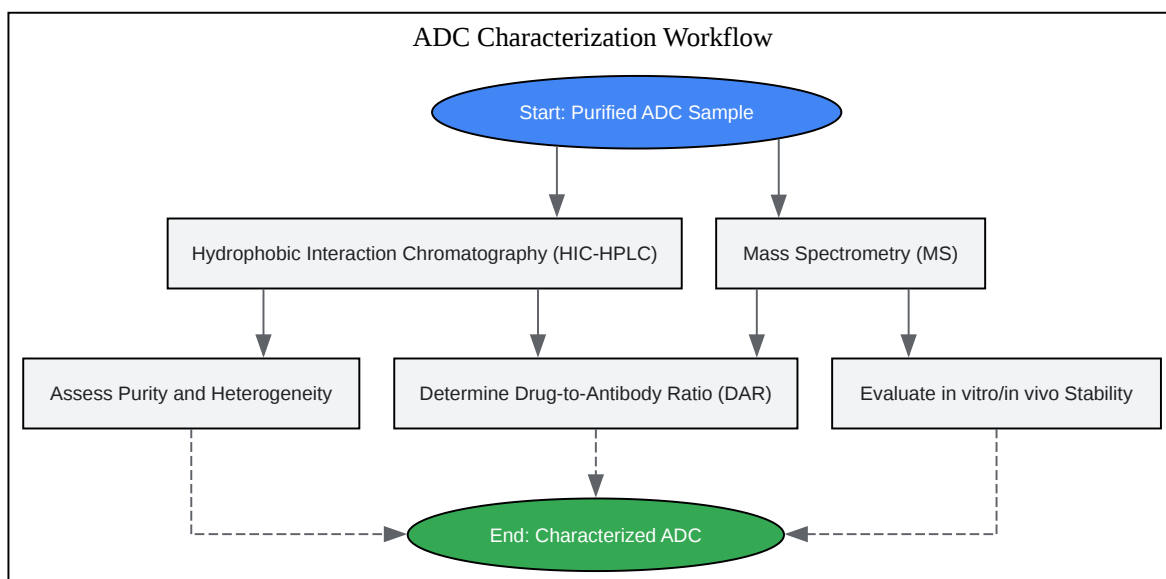 ADC Characterization Workflow
Start: Purified ADC Sample
Hydrophobic Interaction Chromatography (HIC-HPLC)
Mass Spectrometry (MS)
Assess Purity and Heterogeneity
Determine Drug-to-Antibody Ratio (DAR)
Evaluate in vitro/in vivo Stability
End: Characterized ADC